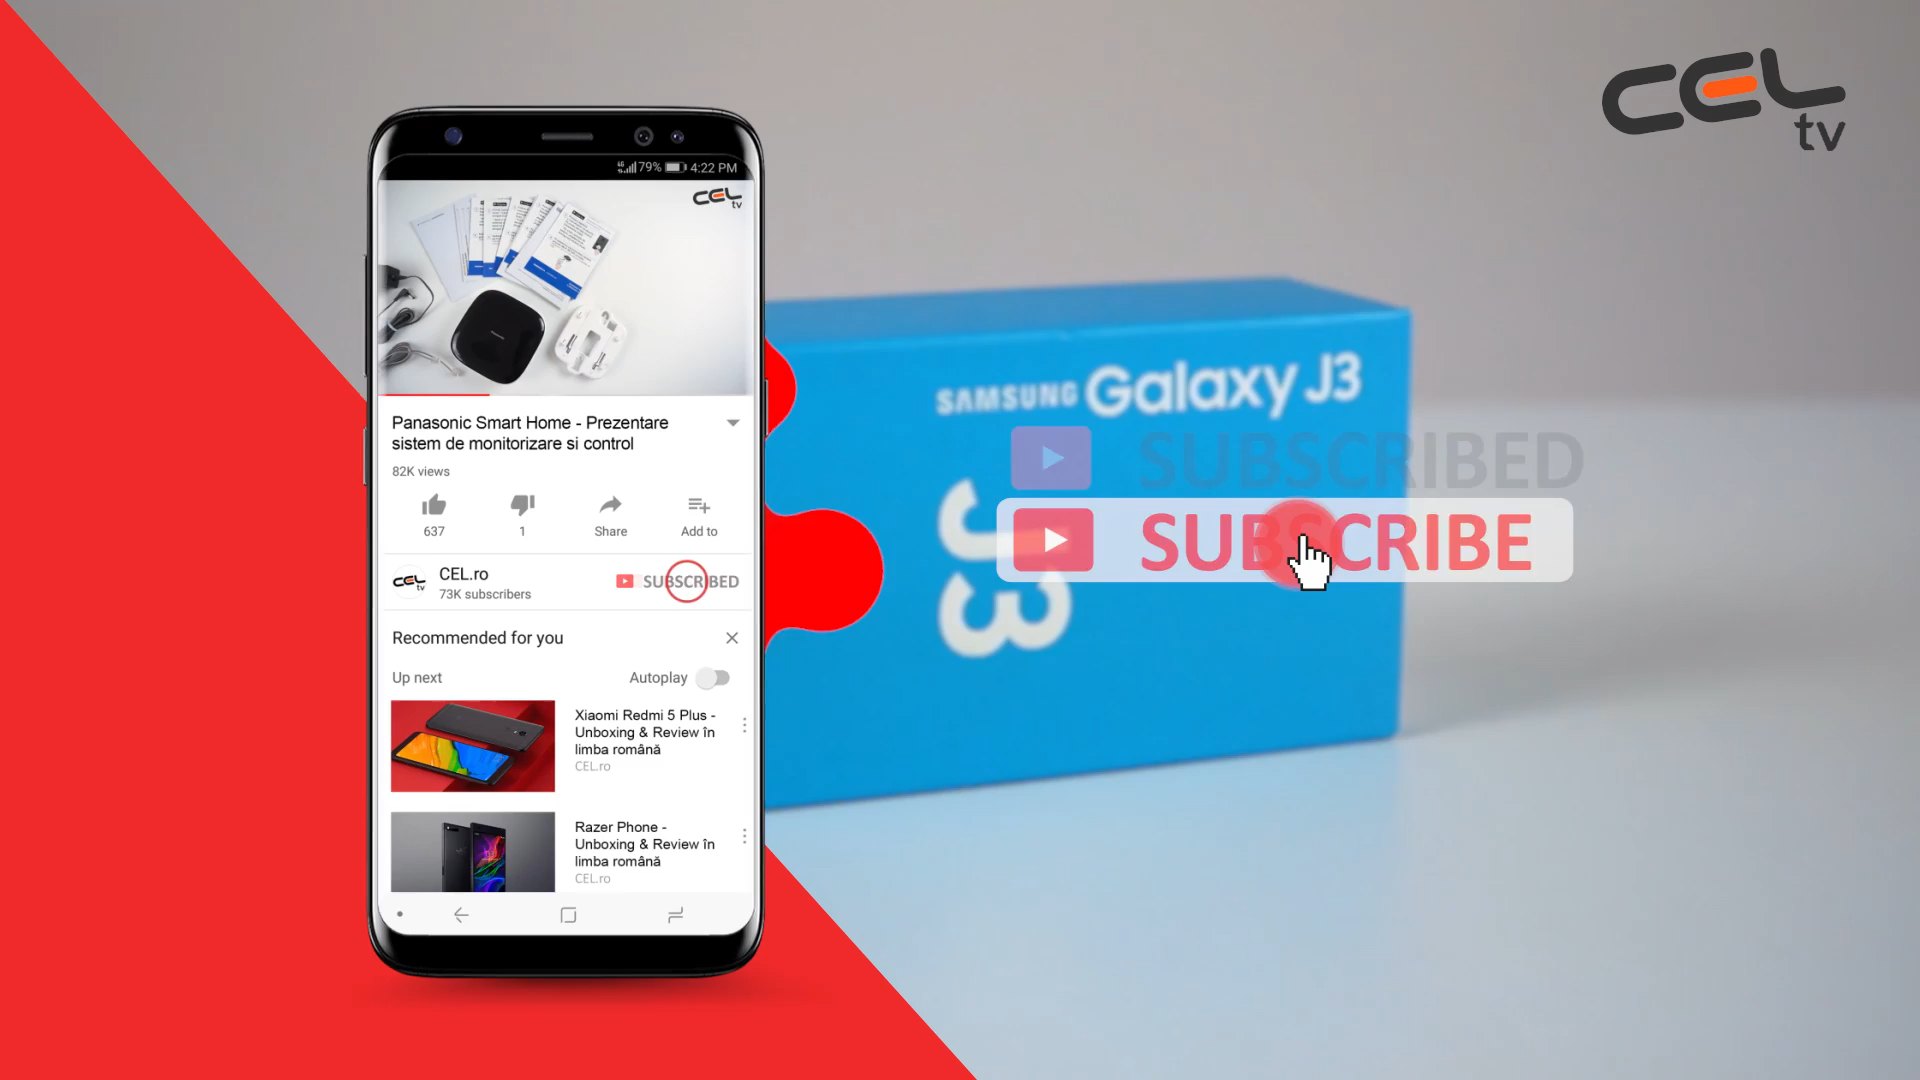 CEL
tv
4G 79% 4:22 PM
CEL
tv
Panasonic Smart Home - Prezentare
sistem de monitorizare si control
82K views
637
1
Share
Add to
CEL
tv
CEL.ro
73K subscribers
SUBSCRIBED
Recommended for you
Up next
Autoplay
Xiaomi Redmi 5 Plus -
Unboxing & Review în
limba română
CEL.ro
Razer Phone -
Unboxing & Review în
limba română
CEL.ro
SAMSUNG Galaxy J3
J3
SUBSCRIBED
SUBSCRIBE